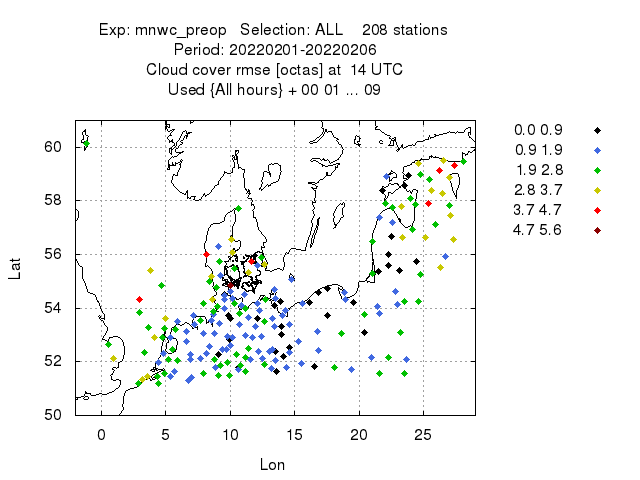 Exp: mnwc_preop   Selection: ALL    208 stations
Period: 20220201-20220206
Cloud cover rmse [octas] at  14 UTC
Used {All hours} + 00 01 ... 09
0.0 0.9
0.9 1.9
1.9 2.8
2.8 3.7
3.7 4.7
4.7 5.6
60
58
56
54
52
50
Lat
0 5 10 15 20 25
Lon